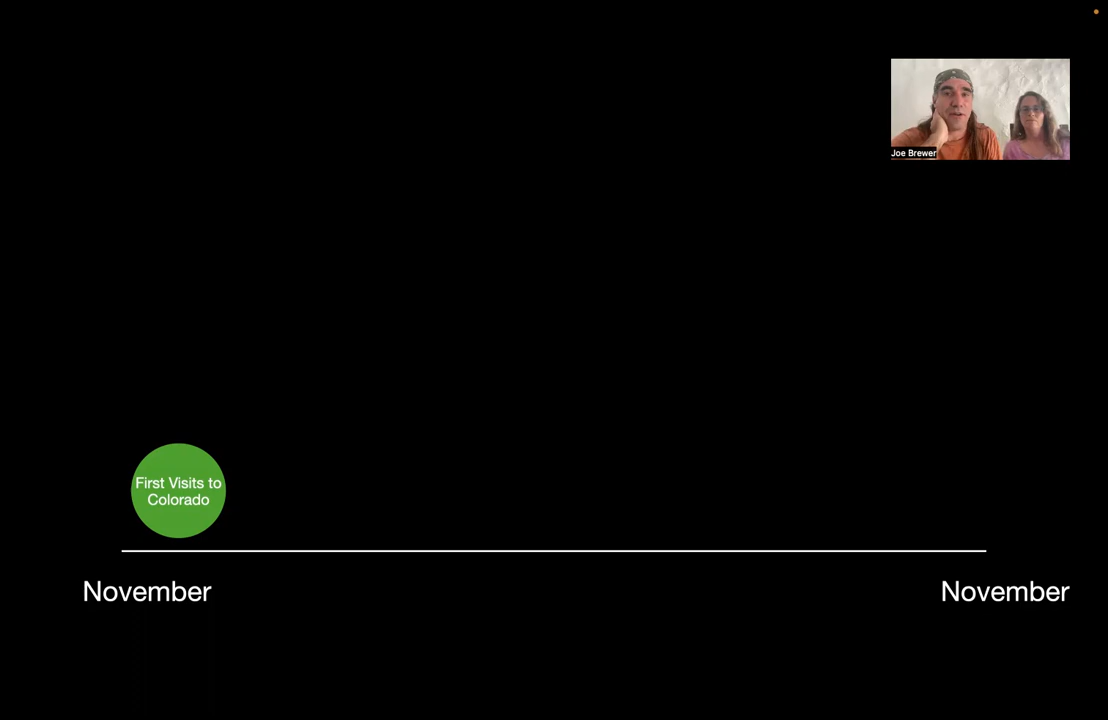 Joe Brewer
First Visits to
Colorado
November
November